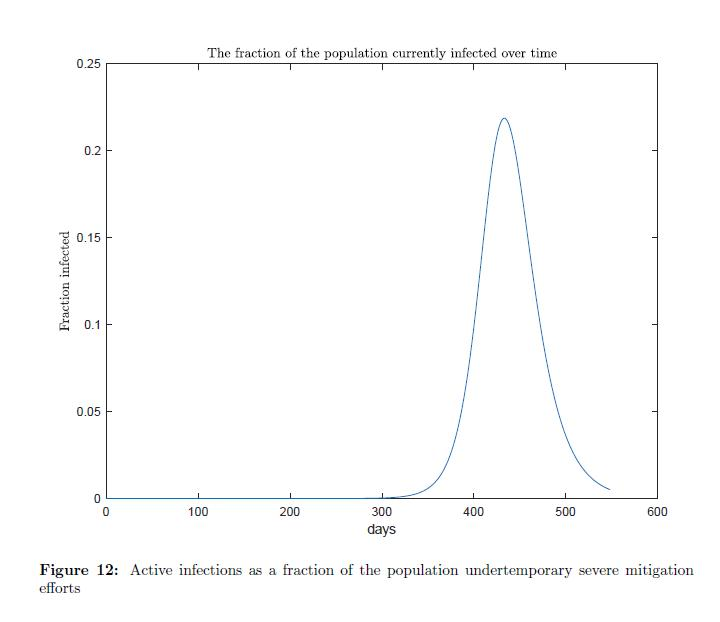 The fraction of the population currently infected over time
0.25
0.2
0.15
0.1
0.05
0
Fraction infected
0 100 200 300 400 500 600
days
Figure 12: Active infections as a fraction of the population undertemporary severe mitigation
efforts